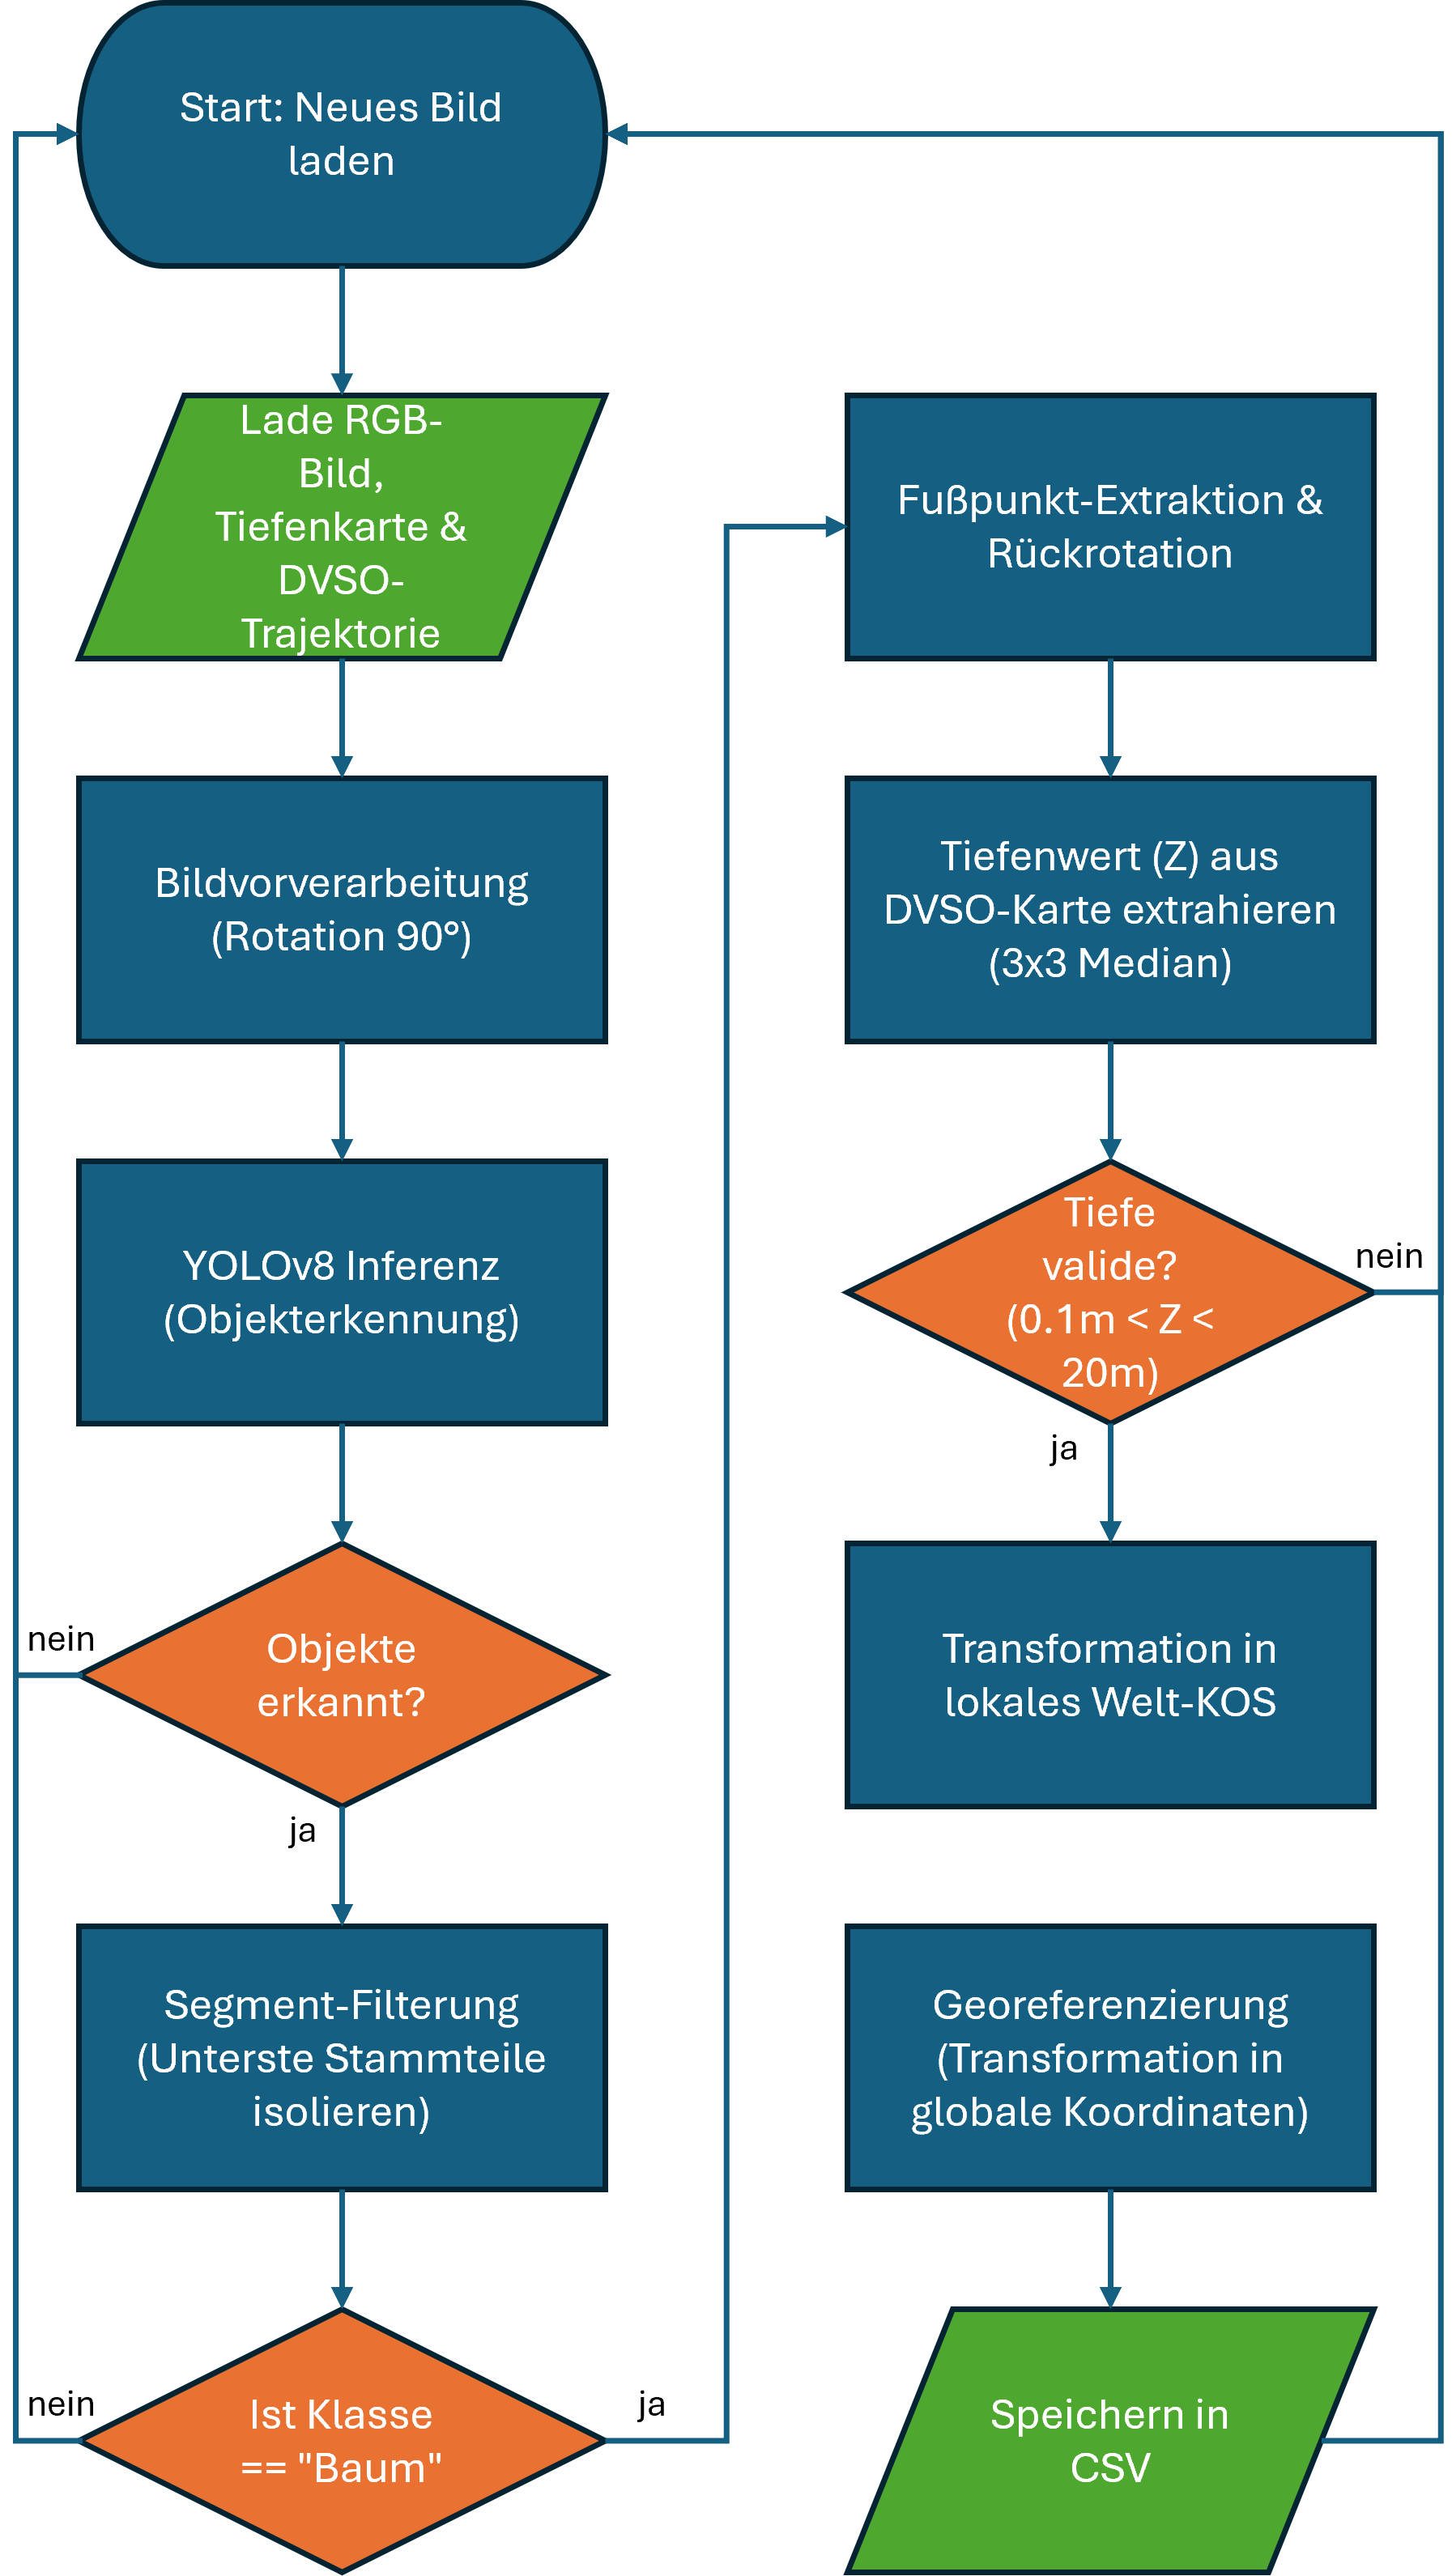 Start: Neues Bild
laden
Lade RGB-
Bild,
Tiefenkarte &
DVSO-
Trajektorie
Bildvorverarbeitung
(Rotation 90°)
YOLOv8 Inferenz
(Objekterkennung)
Objekte
erkannt?
nein
ja
Segment-Filterung
(Unterste Stammteile
isolieren)
Ist Klasse
== "Baum"
nein
ja
Fußpunkt-Extraktion &
Rückrotation
Tiefenwert (Z) aus
DVSO-Karte extrahieren
(3x3 Median)
Tiefe
valide?
(0.1m < Z <
20m)
nein
ja
Transformation in
lokales Welt-KOS
Georeferenzierung
(Transformation in
globale Koordinaten)
Speichern in
CSV